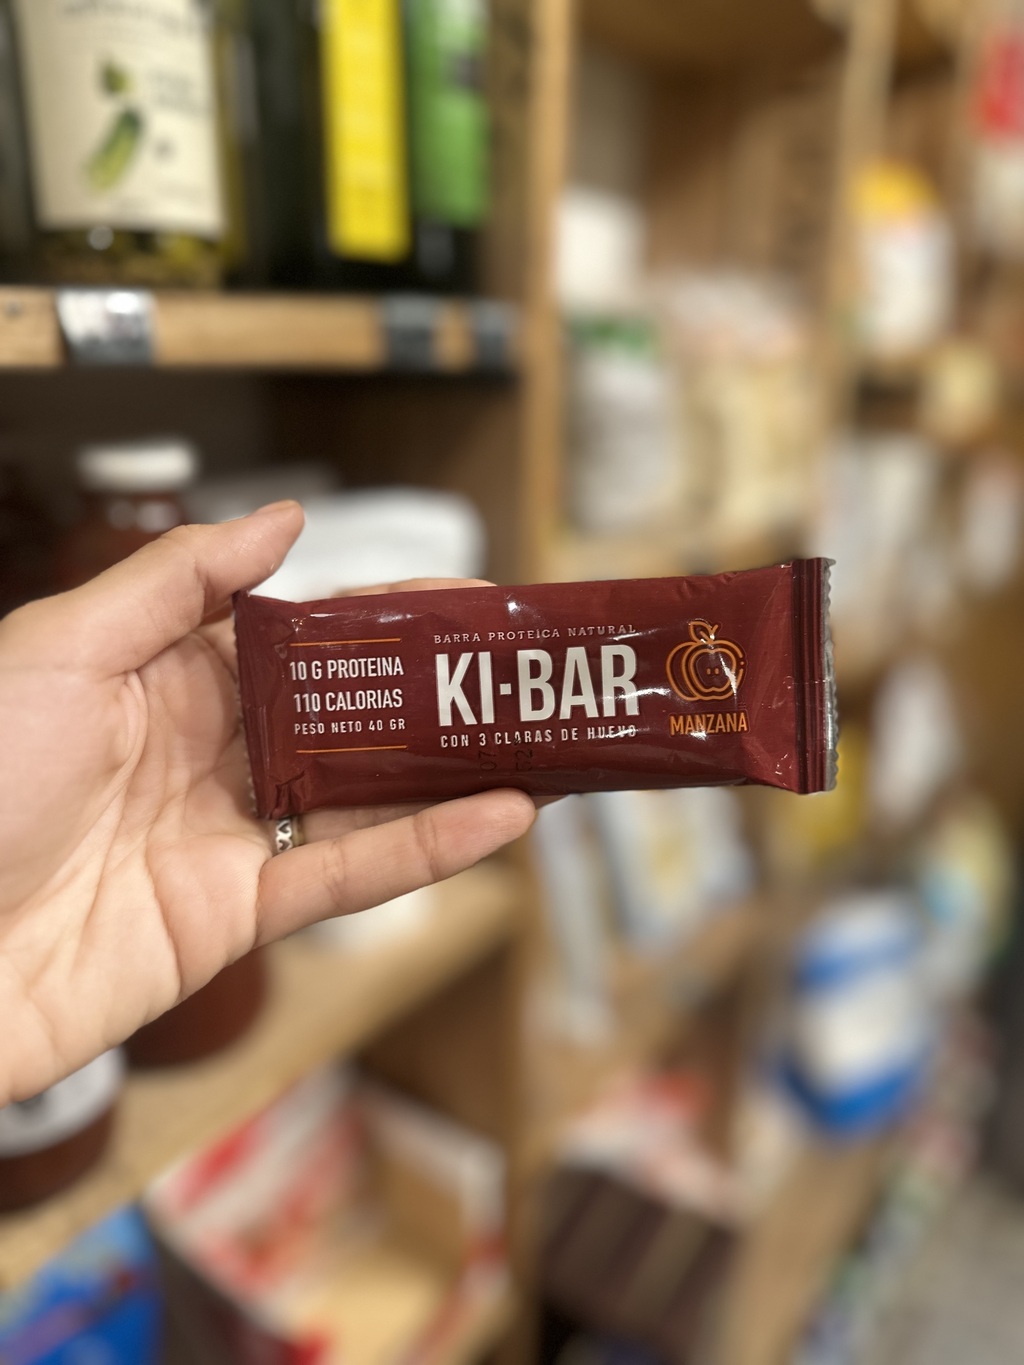 10 G PROTEINA
110 CALORIAS
PESO NETO 40 GR
BARRA PROTEICA NATURAL
KI·BAR
CON 3 CLARAS DE HUEVO
MANZANA